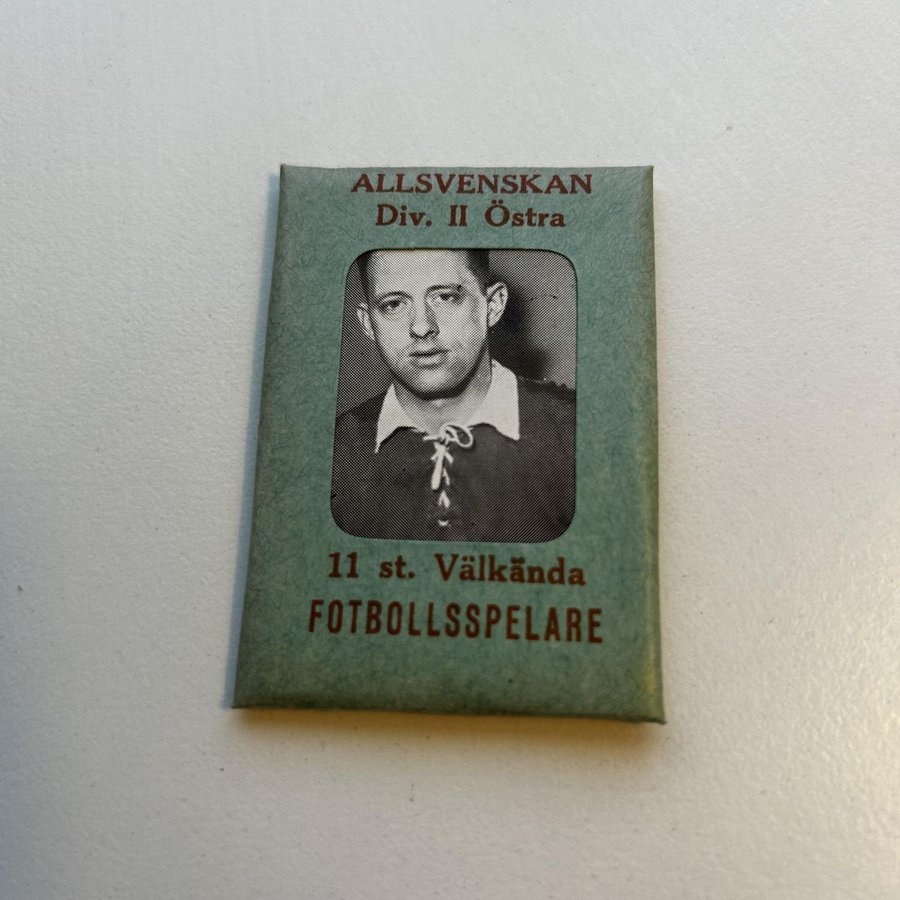 ALLSVENSKAN
Div. II Östra
11 st. Välkända
FOTBOLLSSPELARE